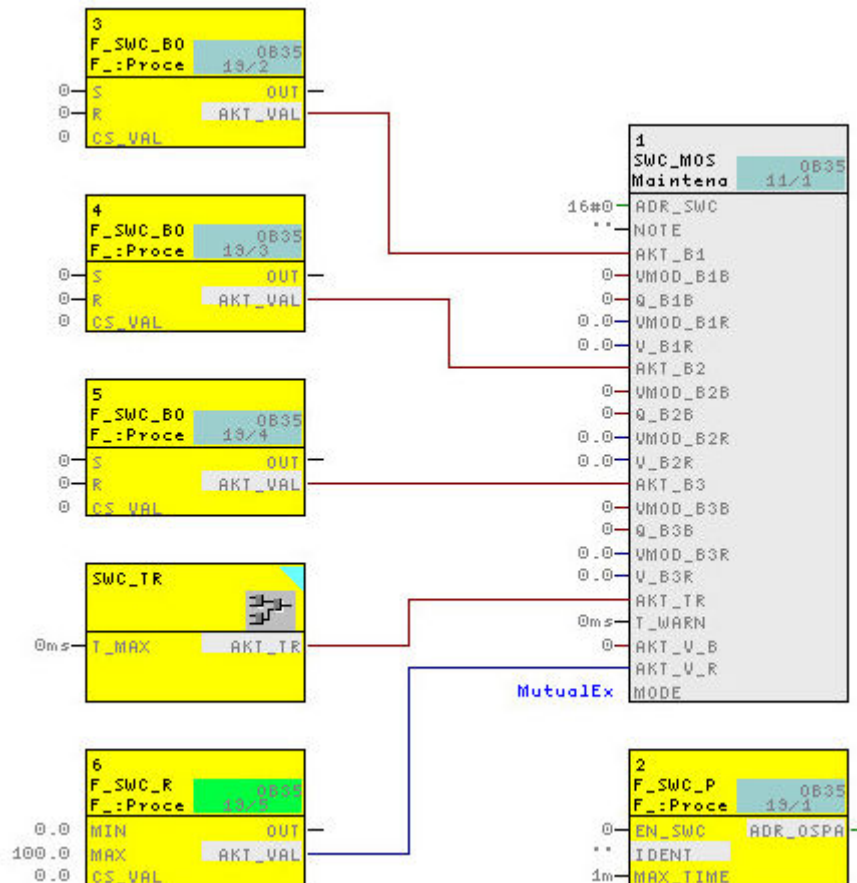 3
F_SWC_BO
OB35
F_:Proce
19/2
0
S
OUT
0
R
AKT_VAL
0
CS_VAL
4
F_SWC_BO
OB35
F_:Proce
19/3
0
S
OUT
0
R
AKT_VAL
0
CS_VAL
5
F_SWC_BO
OB35
F_:Proce
19/4
0
S
OUT
0
R
AKT_VAL
0
CS_VAL
SWC_TR
0ms
T_MAX
AKT_TR
6
F_SWC_R
OB35
F_:Proce
19/5
0.0
MIN
OUT
100.0
MAX
AKT_VAL
0.0
CS_VAL
1
SWC_MOS
OB35
Maintena
11/1
16#0
ADR_SWC
''
NOTE
AKT_B1
0
VMOD_B1B
0
Q_B1B
0.0
VMOD_B1R
0.0
V_B1R
AKT_B2
0
VMOD_B2B
0
Q_B2B
0.0
VMOD_B2R
0.0
V_B2R
AKT_B3
0
VMOD_B3B
0
Q_B3B
0.0
VMOD_B3R
0.0
V_B3R
AKT_TR
0ms
T_WARN
0
AKT_V_B
AKT_V_R
MutualEx
MODE
2
F_SWC_P
OB35
F_:Proce
19/1
0
EN_SWC
ADR_OSPA
''
IDENT
1m
MAX_TIME